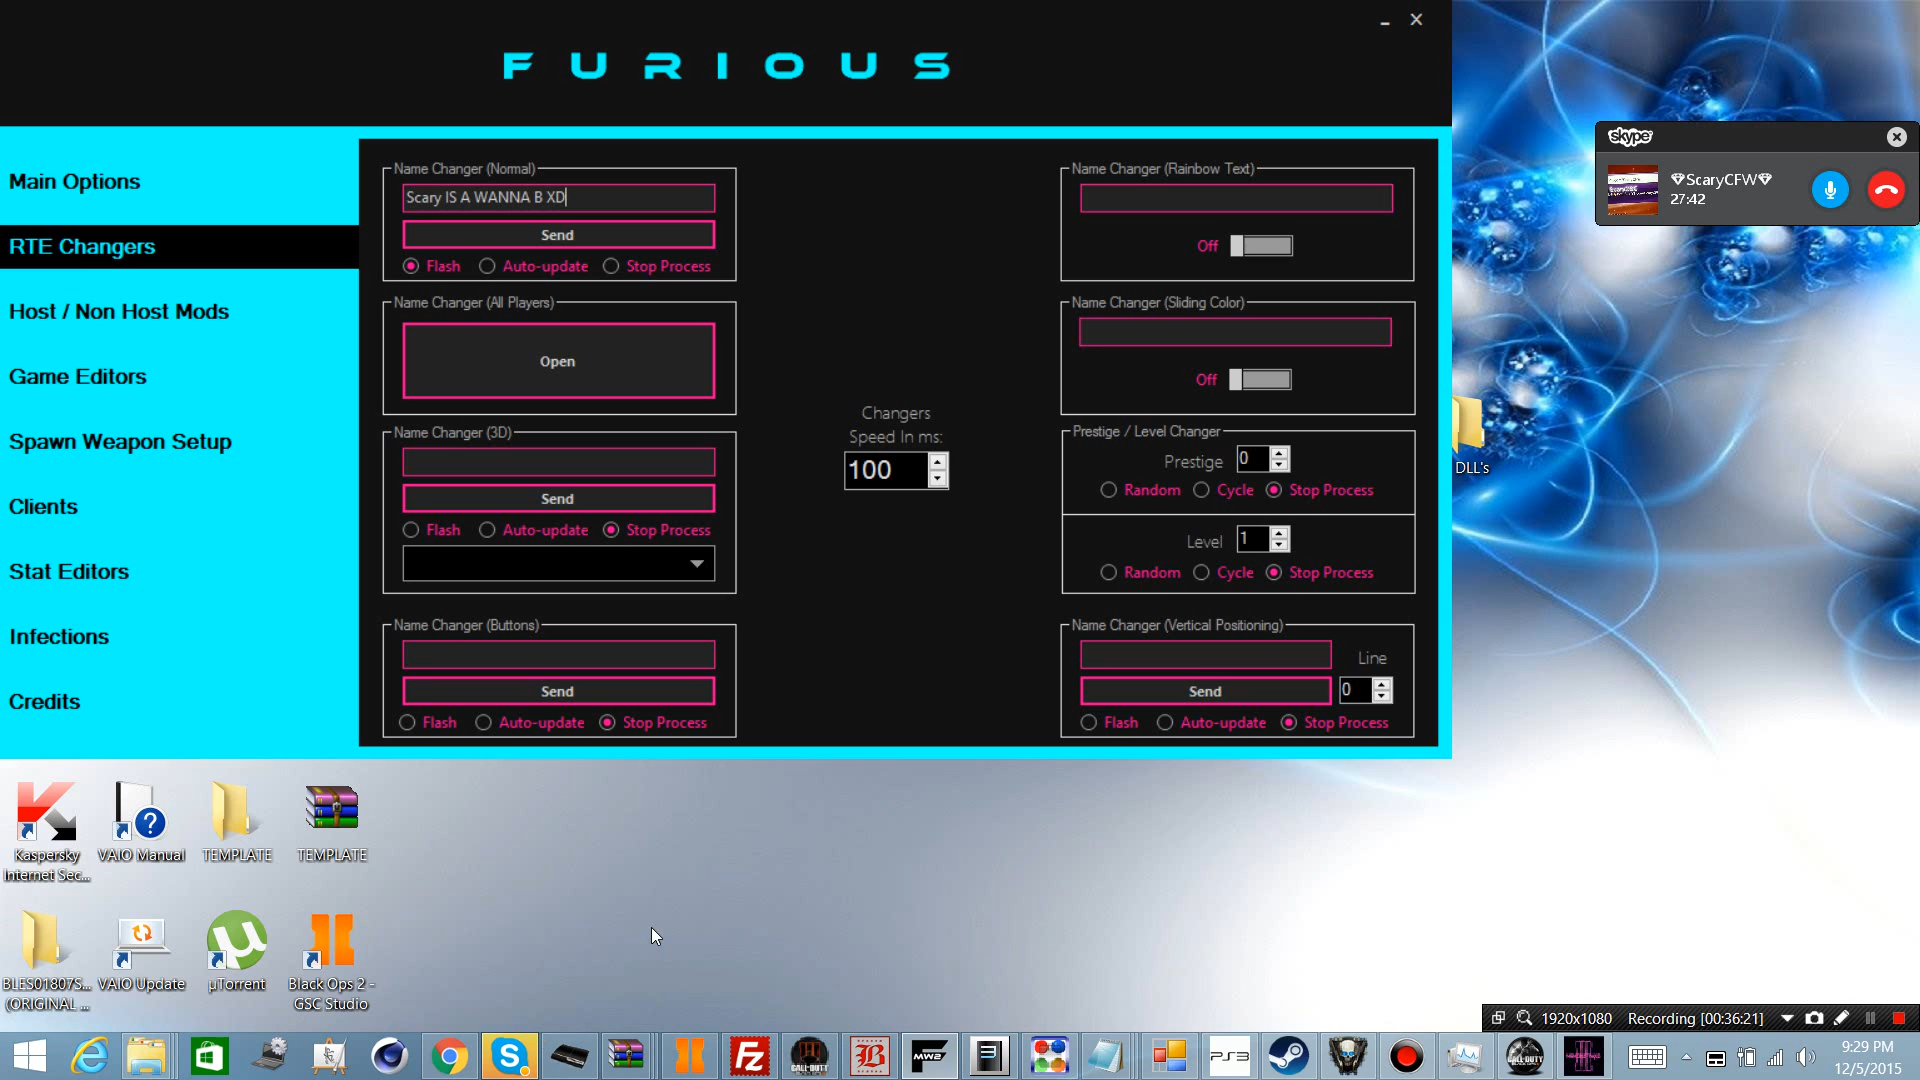 F U R I O U S
skype
ScaryCFW
27:42
Main Options
RTE Changers
Host / Non Host Mods
Game Editors
Spawn Weapon Setup
Clients
Stat Editors
Infections
Credits
Name Changer (Normal)
Scary IS A WANNA B XD
Send
Flash Auto-update Stop Process
Name Changer (All Players)
Open
Name Changer (3D)
Send
Flash Auto-update Stop Process
Name Changer (Buttons)
Send
Flash Auto-update Stop Process
Changers
Speed In ms:
100
Name Changer (Rainbow Text)
Off
Name Changer (Sliding Color)
Off
Prestige / Level Changer
Prestige 0
Random Cycle Stop Process
Level 1
Random Cycle Stop Process
Name Changer (Vertical Positioning)
Line
Send 0
Flash Auto-update Stop Process
DLL's
Kaspersky
Internet Sec...
VAIO Manual
TEMPLATE
TEMPLATE
BLES01807S...
(ORIGINAL ...
VAIO Update
µTorrent
Black Ops 2 -
GSC Studio
1920x1080 Recording [00:36:21]
CALL·DUTY
MW2
PS3
9:29 PM
12/5/2015